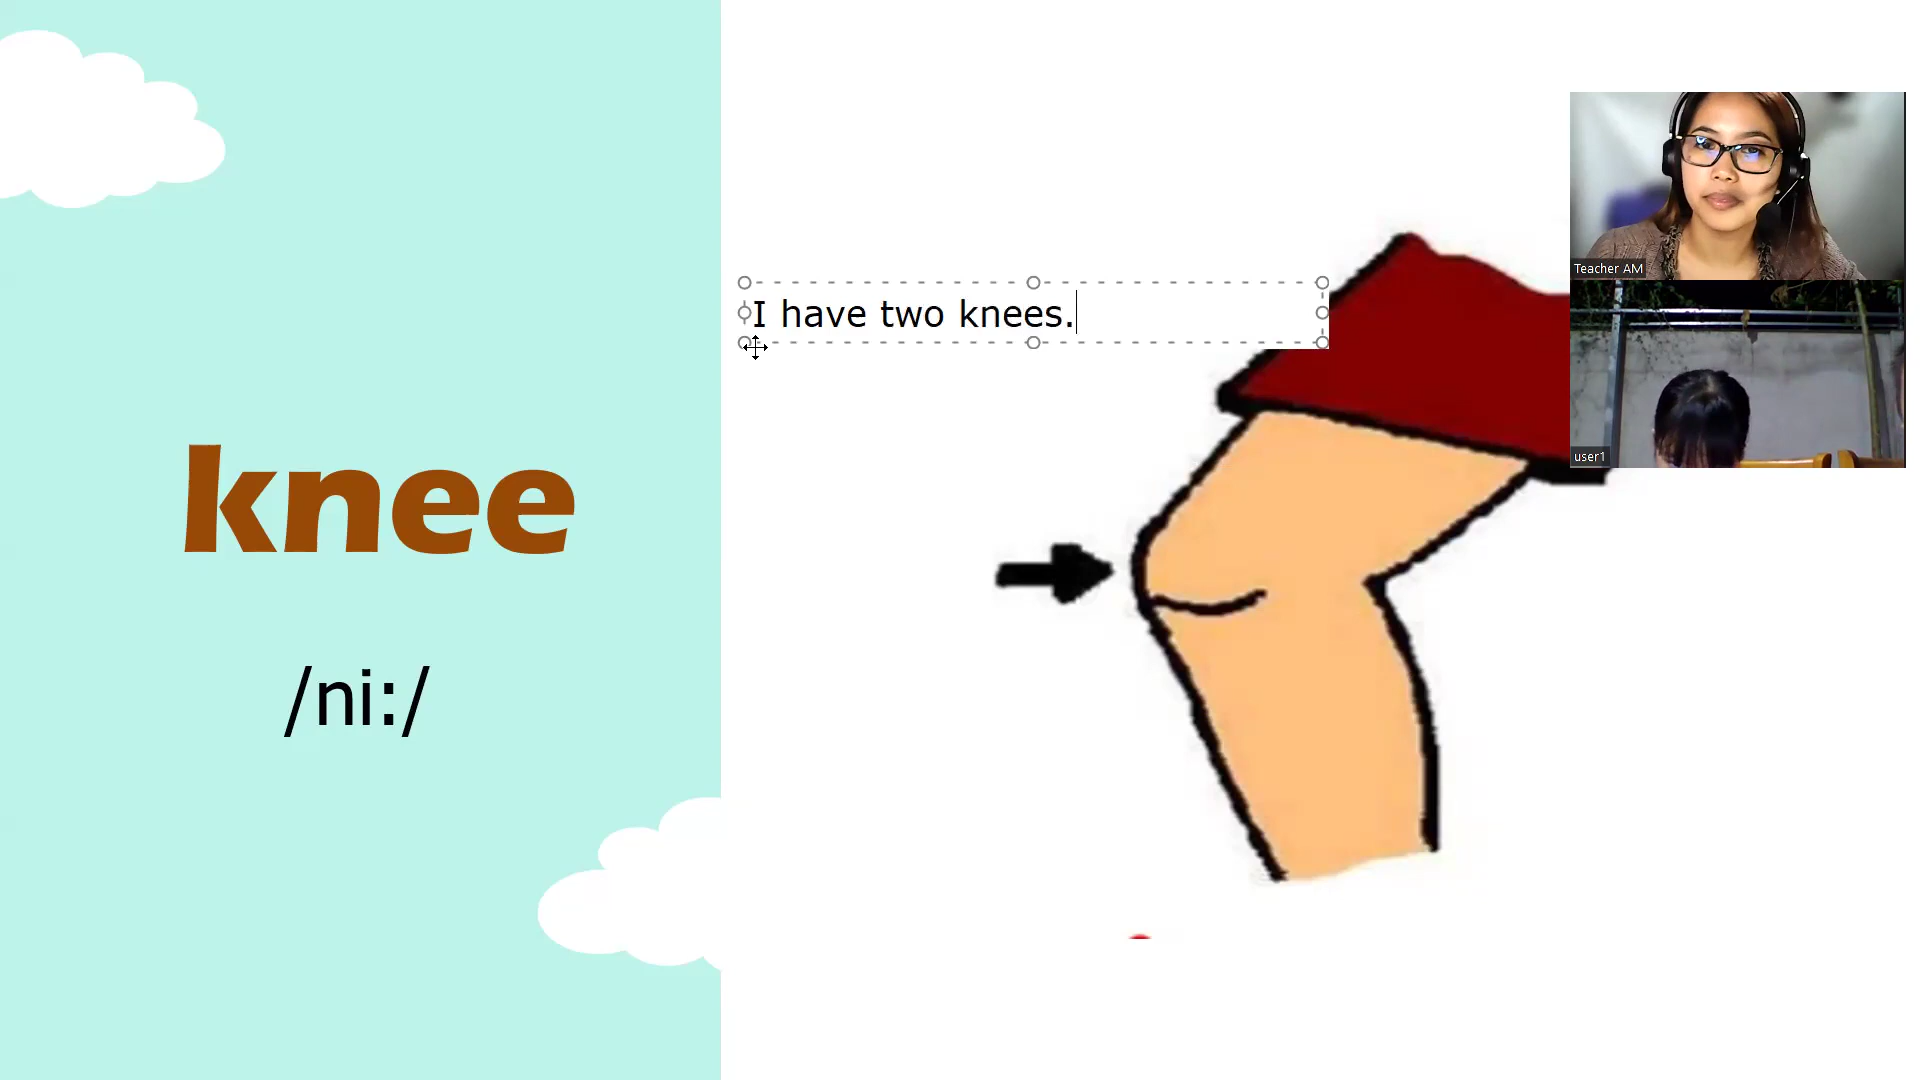 knee
/ni:/
I have two knees.
Teacher AM
user1